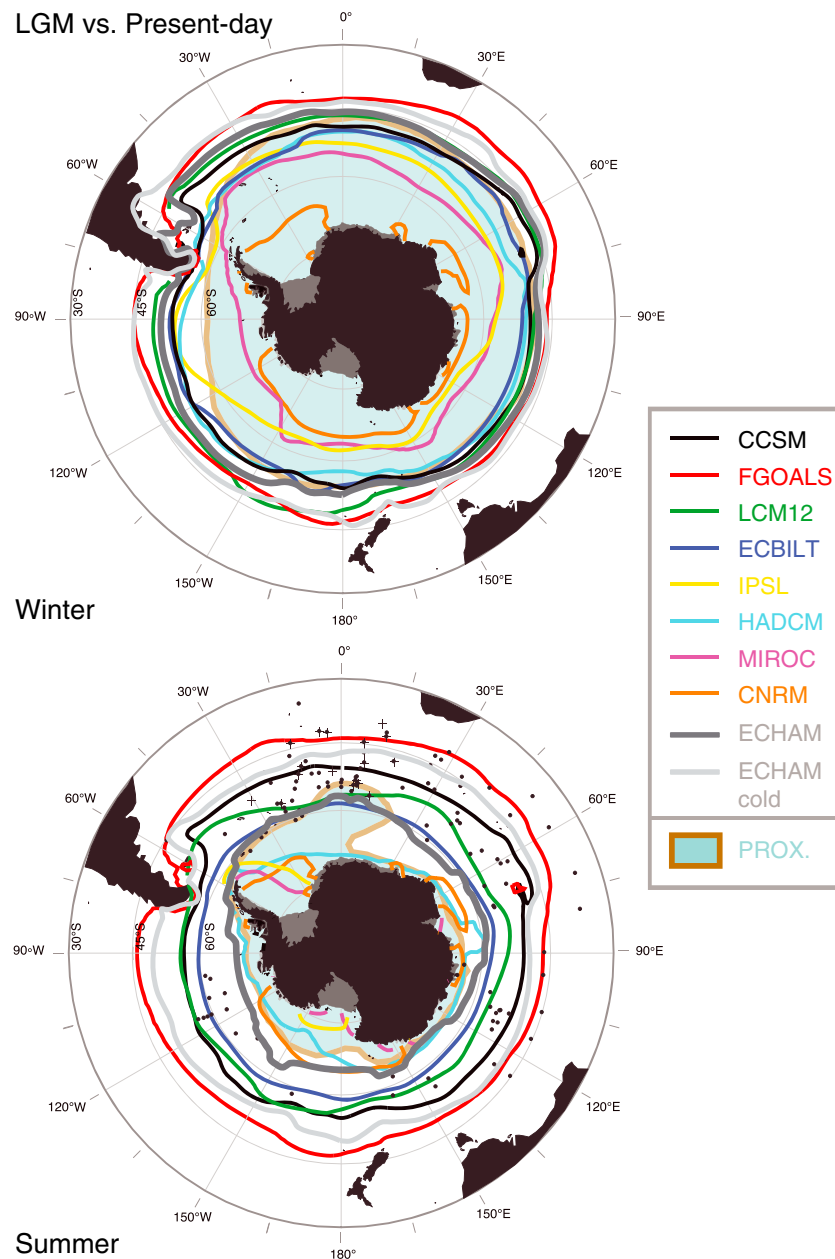 LGM vs. Present-day
0°
30°W
30°E
60°W
60°E
90°W
30°S
45°S
60°S
90°E
120°W
120°E
150°W
150°E
180°
Winter
CCSM
FGOALS
LCM12
ECBILT
IPSL
HADCM
MIROC
CNRM
ECHAM
ECHAM
cold
PROX.
0°
30°W
30°E
60°W
60°E
90°W
30°S
45°S
60°S
90°E
120°W
120°E
150°W
150°E
180°
Summer